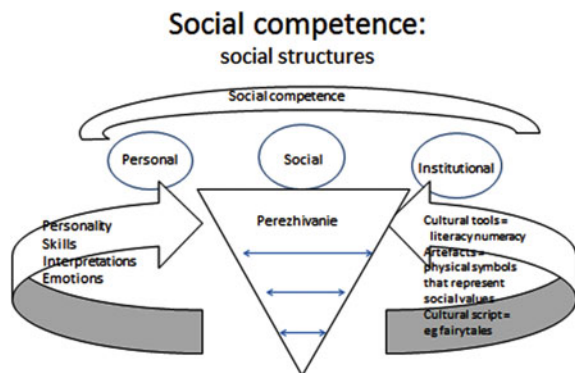 Social competence:
social structures
Social competence
Personal
Social
Institutional
Personality
Skills
Interpretations
Emotions
Perezhivanie
Cultural tools=
literacy numeracy
Artefacts=
physical symbols
that represent
social values
Cultural script=
eg fairytales